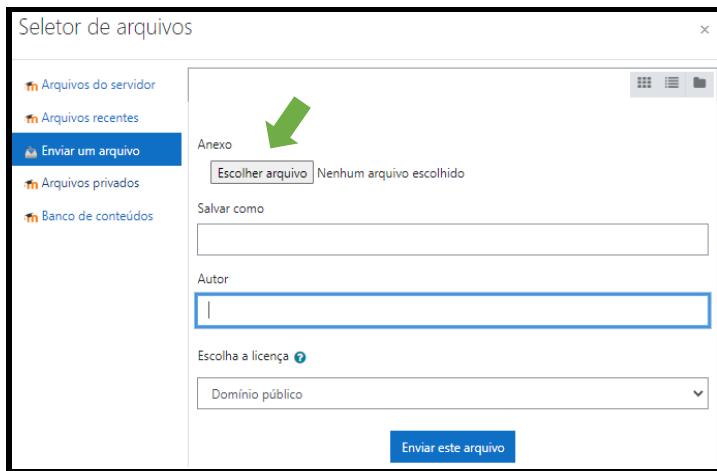 Seletor de arquivos
×
Arquivos do servidor
Arquivos recentes
Enviar um arquivo
Arquivos privados
Banco de conteúdos
Anexo
Escolher arquivo Nenhum arquivo escolhido
Salvar como
Autor
Escolha a licença ?
Domínio público
Enviar este arquivo